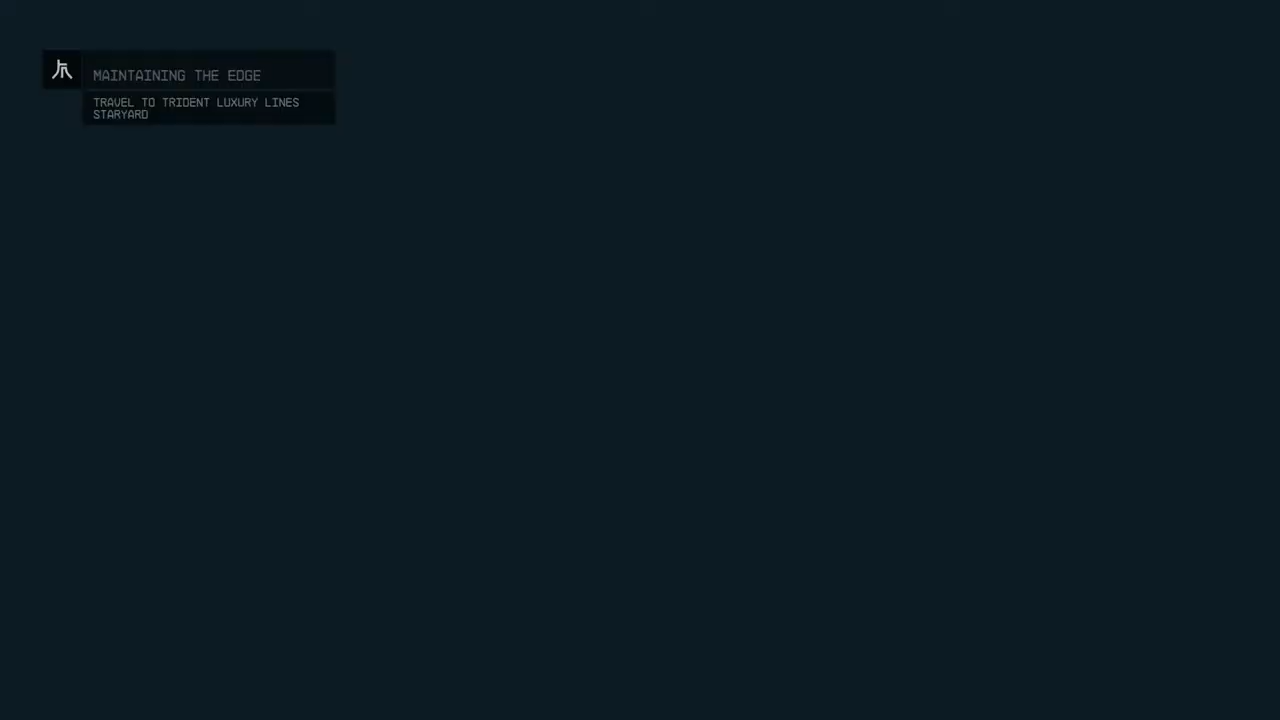 MAINTAINING THE EDGE
TRAVEL TO TRIDENT LUXURY LINES
STARYARD